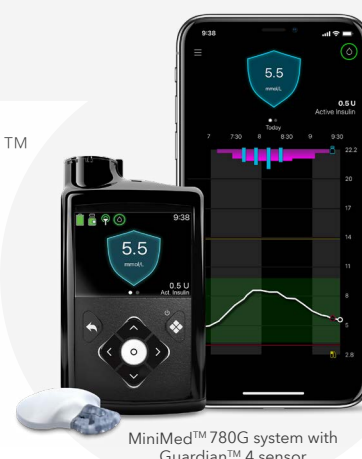 TM
9:38
5.5
mmol/L
0.5 U
Active Insulin
Today
7 7:30 8 8:30 9 9:30
22.2
20
17
14
11
8
5
2.8
9:38
5.5
mmol/L
0.5 U
Act. Insulin
MiniMed™ 780G system with
Guardian™ 4 sensor